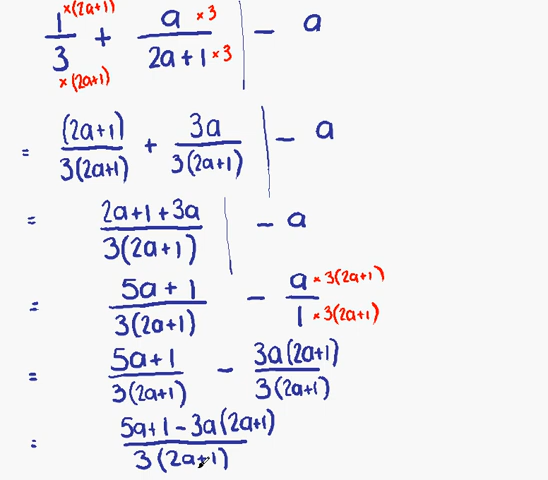 1 ×(2a+1) / 3 ×(2a+1) + a ×3 / 2a+1 ×3 | − a
= (2a+1) / 3(2a+1) + 3a / 3(2a+1) | − a
= 2a+1+3a / 3(2a+1) | − a
= 5a+1 / 3(2a+1) − a ×3(2a+1) / 1 ×3(2a+1)
= 5a+1 / 3(2a+1) − 3a(2a+1) / 3(2a+1)
= 5a+1−3a(2a+1) / 3(2a+1)